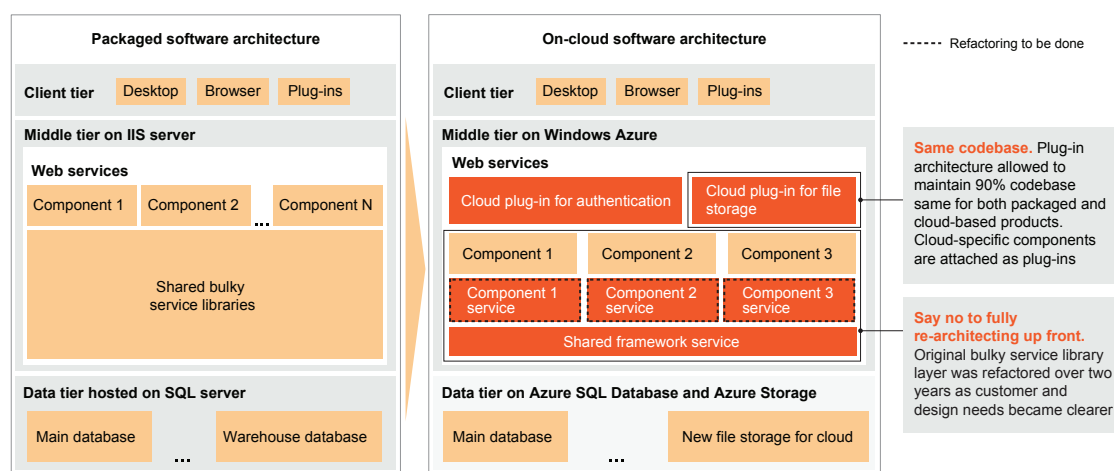 Packaged software architecture
Client tier
Desktop
Browser
Plug-ins
Middle tier on IIS server
Web services
Component 1
Component 2
...
Component N
Shared bulky
service libraries
Data tier hosted on SQL server
Main database
...
Warehouse database
On-cloud software architecture
Client tier
Desktop
Browser
Plug-ins
Middle tier on Windows Azure
Web services
Cloud plug-in for authentication
Cloud plug-in for file
storage
Component 1
Component 2
Component 3
Component 1
service
Component 2
service
Component 3
service
Shared framework service
Data tier on Azure SQL Database and Azure Storage
Main database
...
New file storage for cloud
Refactoring to be done
Same codebase. Plug-in
architecture allowed to
maintain 90% codebase
same for both packaged and
cloud-based products.
Cloud-specific components
are attached as plug-ins
Say no to fully
re-architecting up front.
Original bulky service library
layer was refactored over two
years as customer and
design needs became clearer